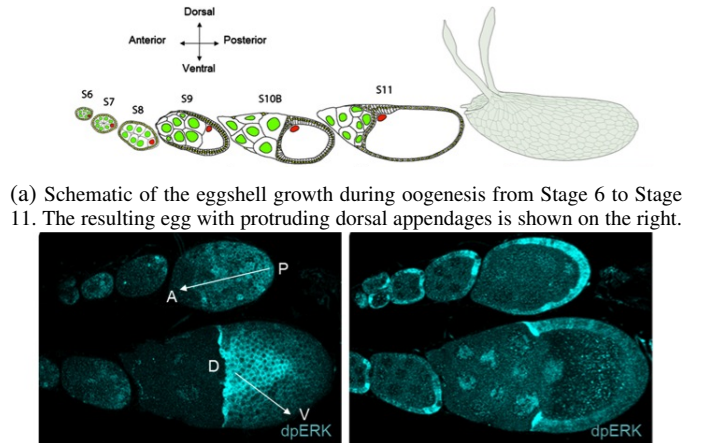 Dorsal
Anterior
Posterior
Ventral
S6
S7
S8
S9
S10B
S11
(a) Schematic of the eggshell growth during oogenesis from Stage 6 to Stage
11. The resulting egg with protruding dorsal appendages is shown on the right.
P
A
D
V
dpERK
dpERK